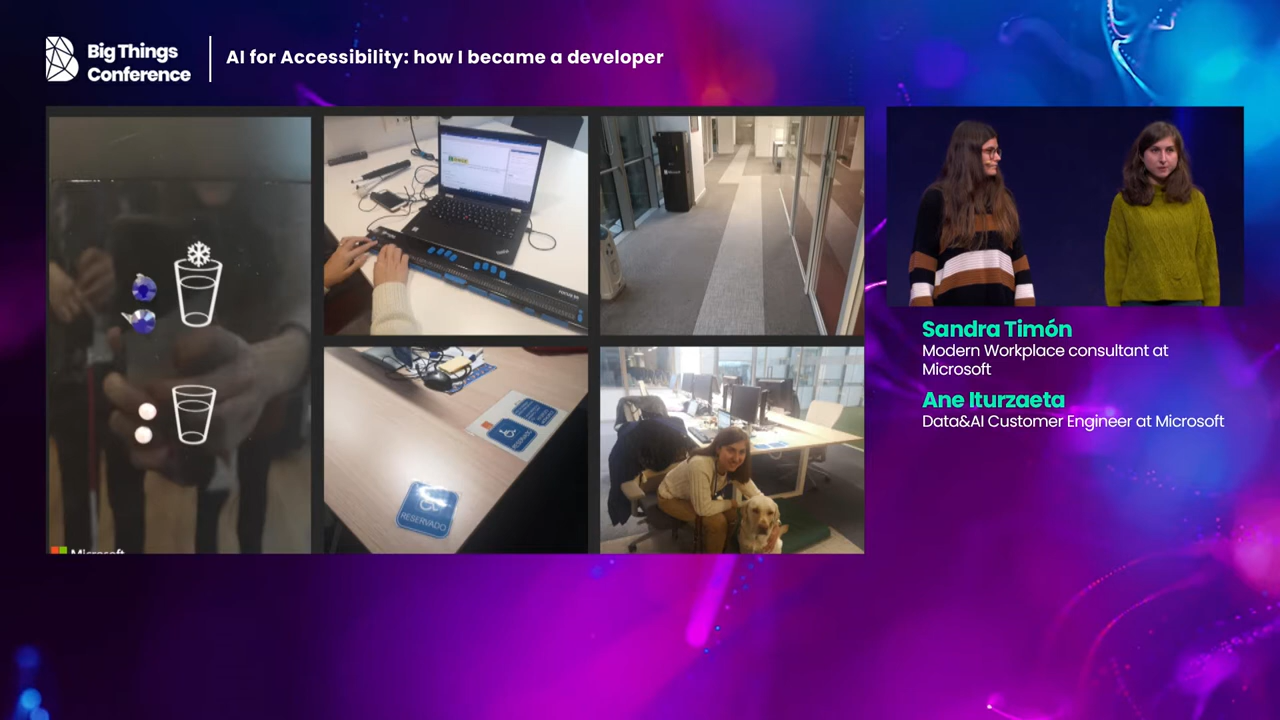 Big Things
Conference
AI for Accessibility: how I became a developer
RESERVADO
RESERVADO
Microsoft
Sandra Timón
Modern Workplace consultant at
Microsoft
Ane Iturzaeta
Data&AI Customer Engineer at Microsoft